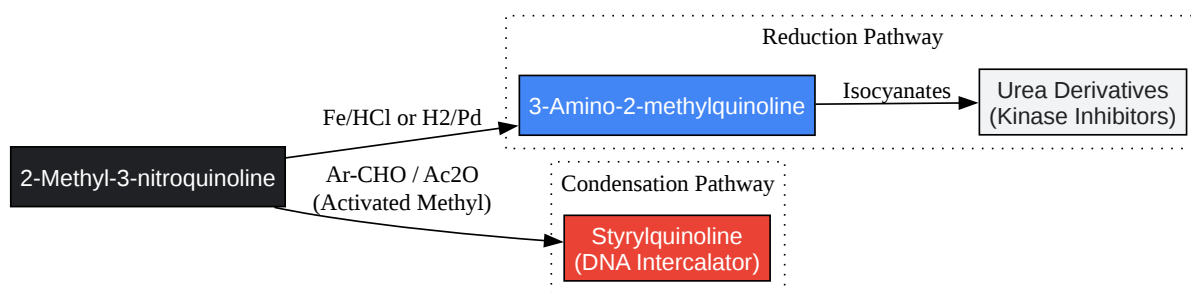 Reduction Pathway
3-Amino-2-methylquinoline
Isocyanates
Urea Derivatives
(Kinase Inhibitors)
Fe/HCl or H2/Pd
2-Methyl-3-nitroquinoline
Ar-CHO / Ac2O
(Activated Methyl)
Condensation Pathway
Styrylquinoline
(DNA Intercalator)